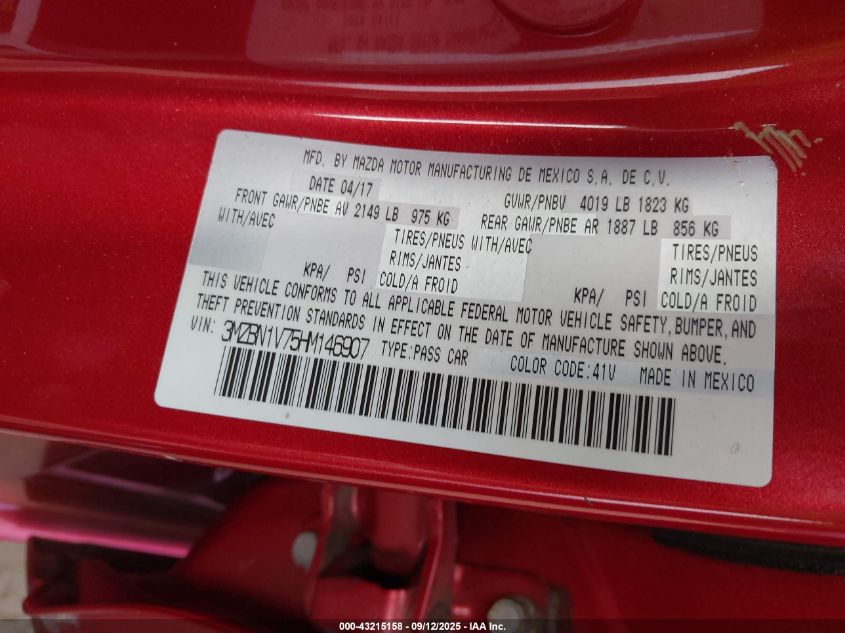 MFD. BY MAZDA MOTOR MANUFACTURING DE MEXICO S.A. DE C.V.
DATE 04/17 GVWR/PNBV 4019 LB 1823 KG
FRONT GAWR/PNBE AV 2149 LB 975 KG REAR GAWR/PNBE AR 1887 LB 856 KG
WITH/AVEC TIRES/PNEUS WITH/AVEC TIRES/PNEUS
RIMS/JANTES RIMS/JANTES
KPA/ PSI COLD/A FROID KPA/ PSI COLD/A FROID
THIS VEHICLE CONFORMS TO ALL APPLICABLE FEDERAL MOTOR VEHICLE SAFETY, BUMPER, AND
THEFT PREVENTION STANDARDS IN EFFECT ON THE DATE OF MANUFACTURE SHOWN ABOVE.
VIN: 3MZBN1V75HM146907 TYPE:PASS CAR COLOR CODE:41V MADE IN MEXICO
000-43215158 - 09/12/2025 - IAA Inc.